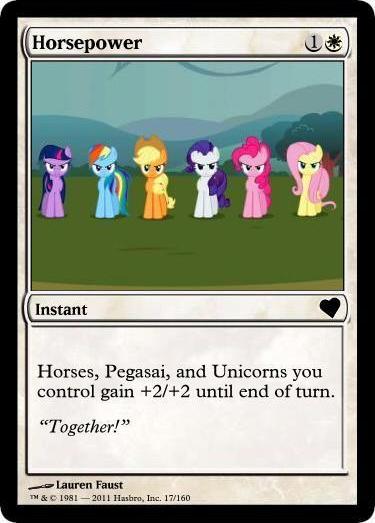 Horsepower 1
Instant
Horses, Pegasai, and Unicorns you
control gain +2/+2 until end of turn.
“Together!”
Lauren Faust
™ & © 1981 — 2011 Hasbro, Inc. 17/160